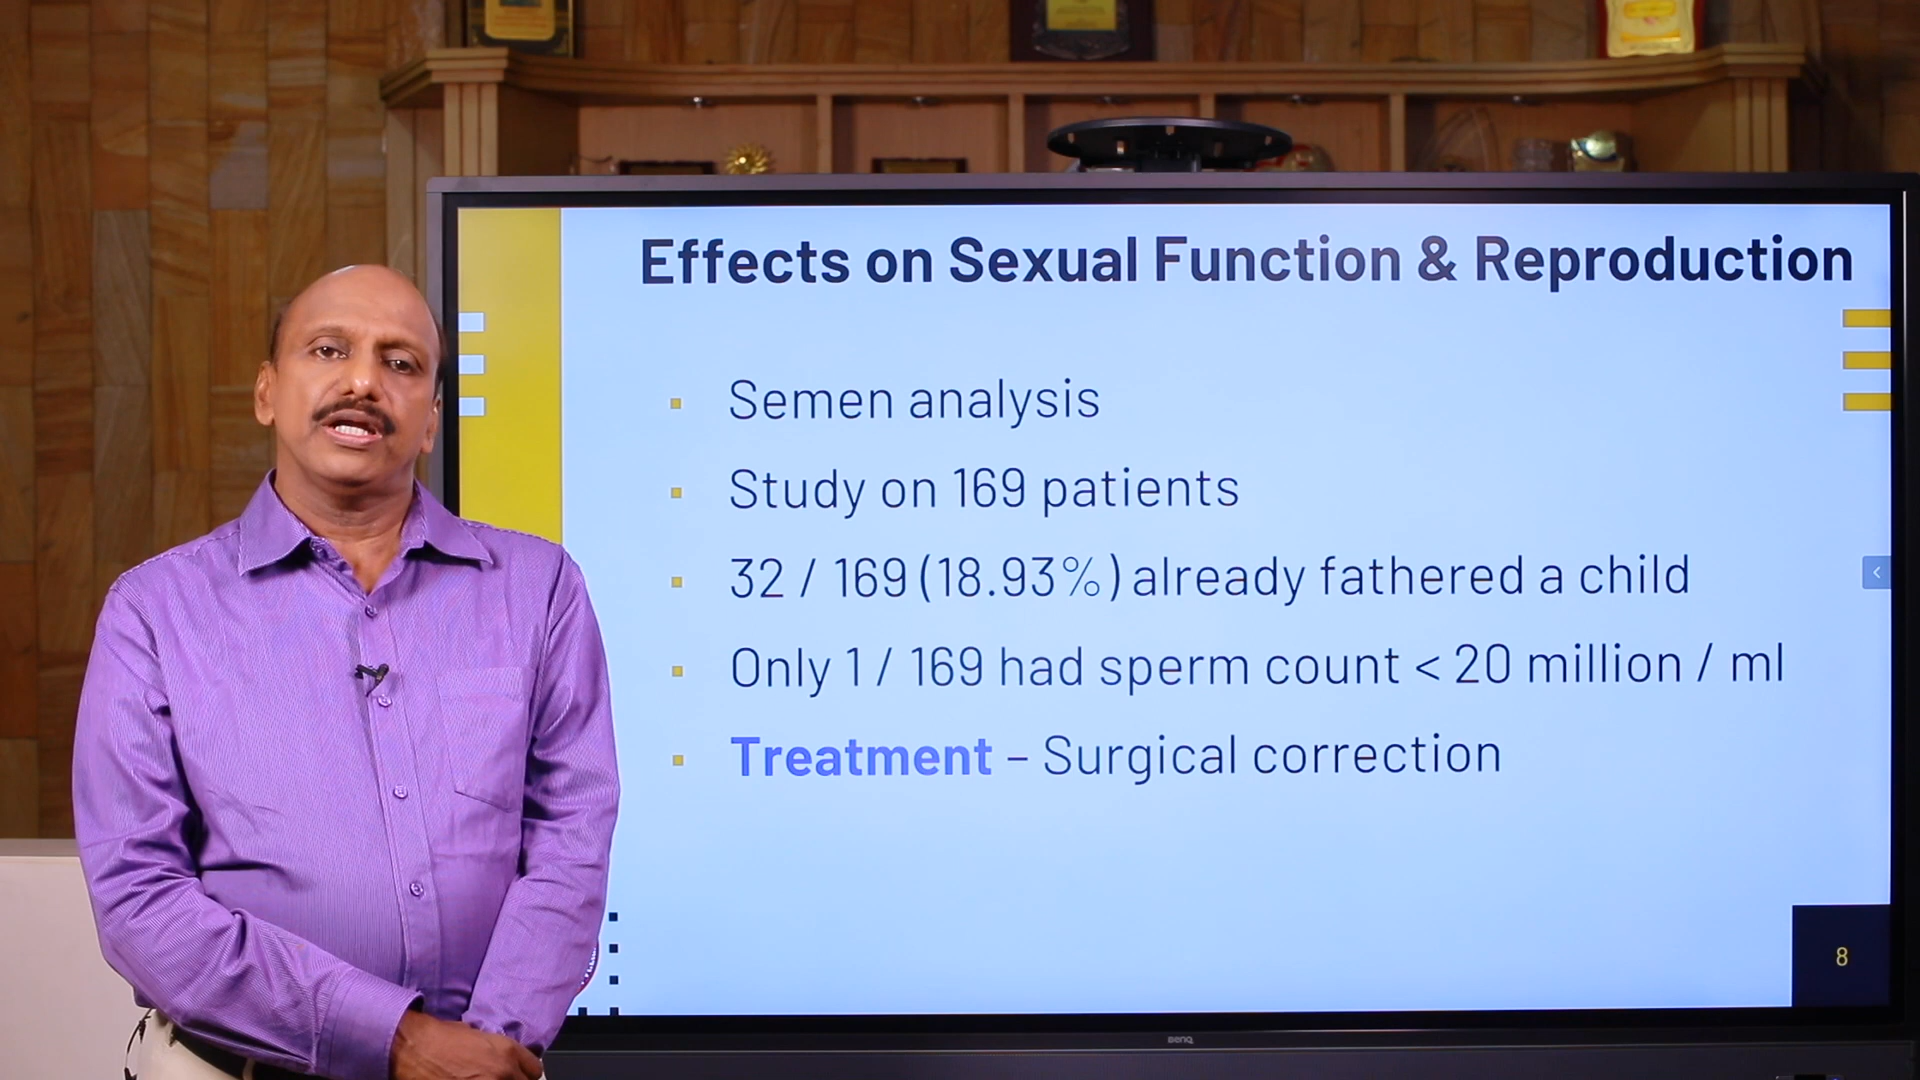 Effects on Sexual Function & Reproduction
Semen analysis
Study on 169 patients
32 / 169 (18.93%) already fathered a child
Only 1 / 169 had sperm count < 20 million / ml
Treatment – Surgical correction
8
BenQ